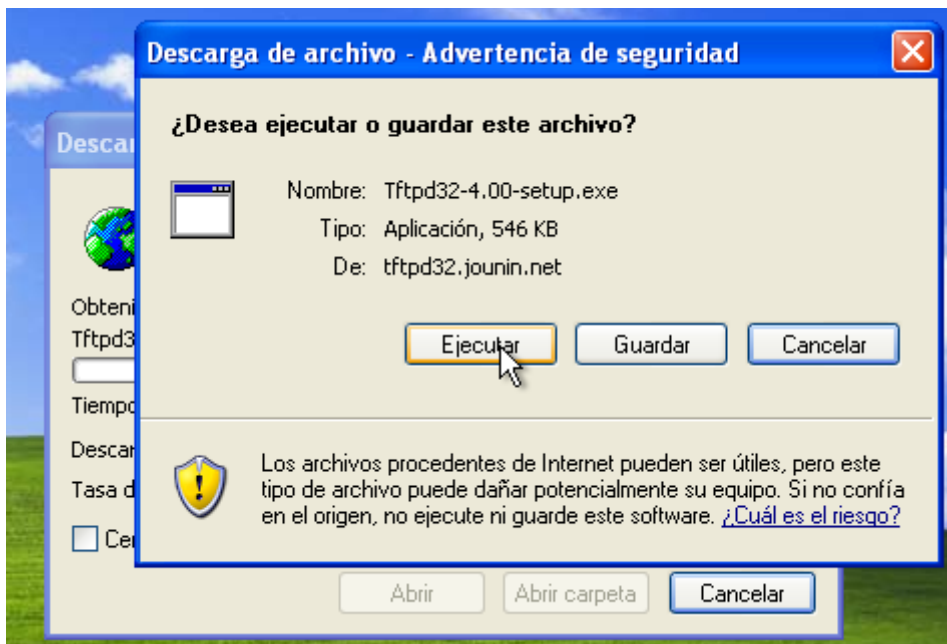 Descarga de archivo - Advertencia de seguridad
¿Desea ejecutar o guardar este archivo?
Nombre: Tftpd32-4.00-setup.exe
Tipo: Aplicación, 546 KB
De: tftpd32.jounin.net
Ejecutar Guardar Cancelar
Los archivos procedentes de Internet pueden ser útiles, pero este
tipo de archivo puede dañar potencialmente su equipo. Si no confía
en el origen, no ejecute ni guarde este software. ¿Cuál es el riesgo?
Descar
Obteni
Tftpd3
Tiempo
Descar
Tasa d
Cer
Abrir Abrir carpeta Cancelar